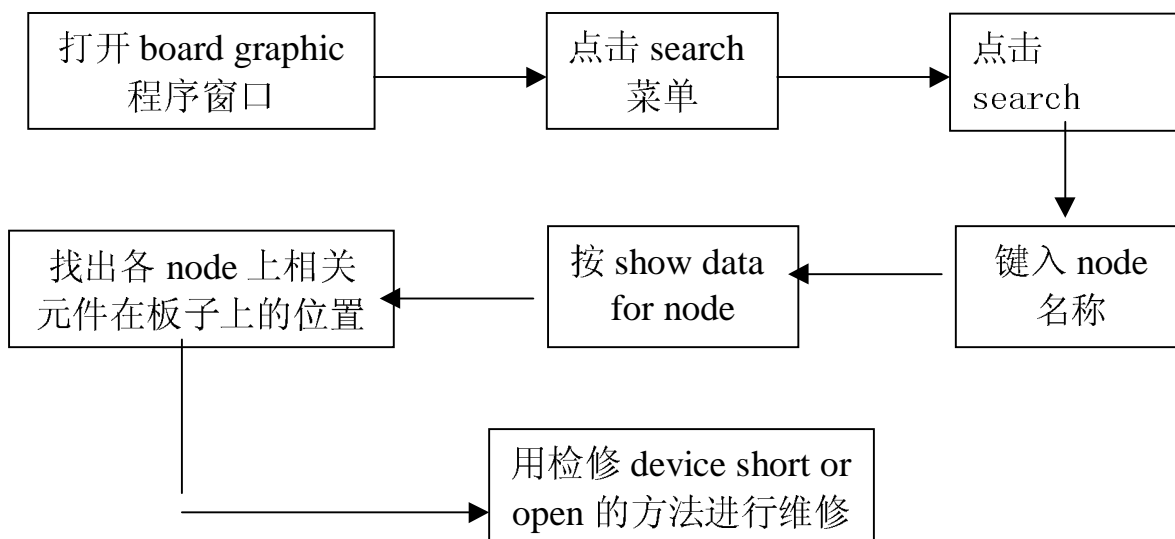 打开 board graphic
程序窗口
点击 search
菜单
点击
search
键入 node
名称
按 show data
for node
找出各 node 上相关
元件在板子上的位置
用检修 device short or
open 的方法进行维修